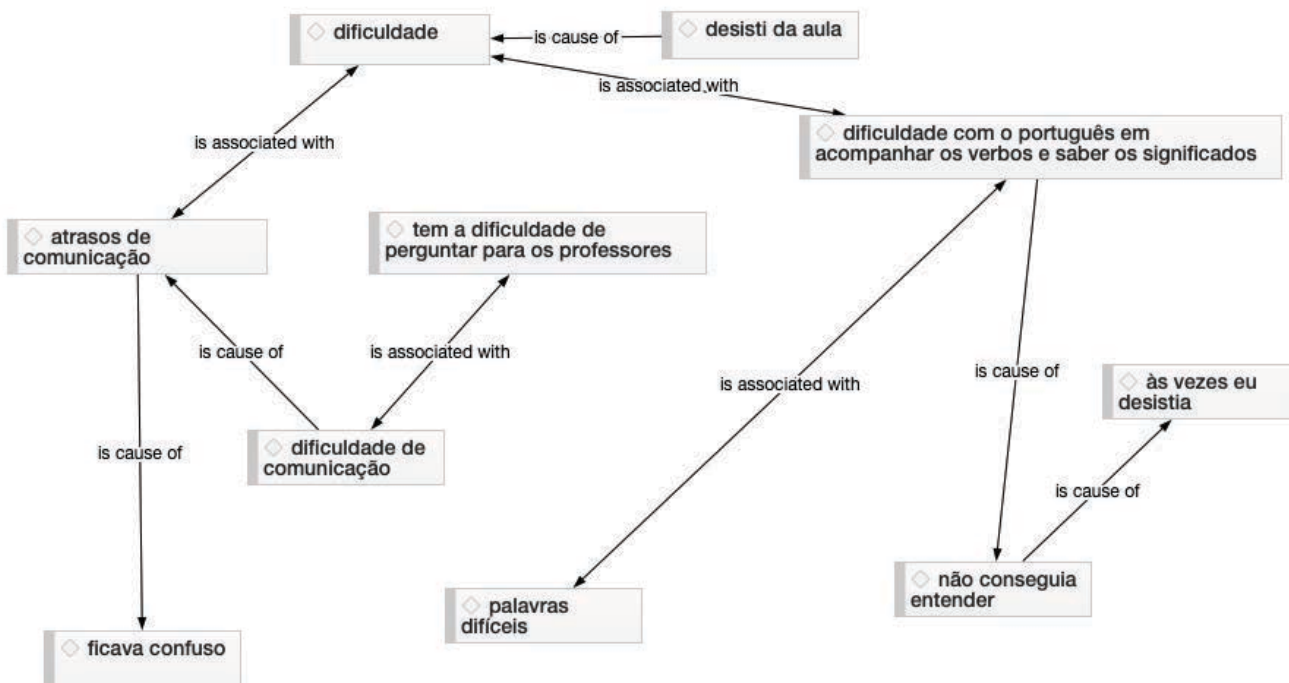 dificuldade
is cause of
desisti da aula
is associated with
dificuldade com o português em
acompanhar os verbos e saber os significados
is associated with
atrasos de
comunicação
tem a dificuldade de
perguntar para os professores
is cause of
is associated with
is associated with
is cause of
às vezes eu
desistia
is cause of
dificuldade de
comunicação
is cause of
não conseguia
entender
palavras
difíceis
ficava confuso